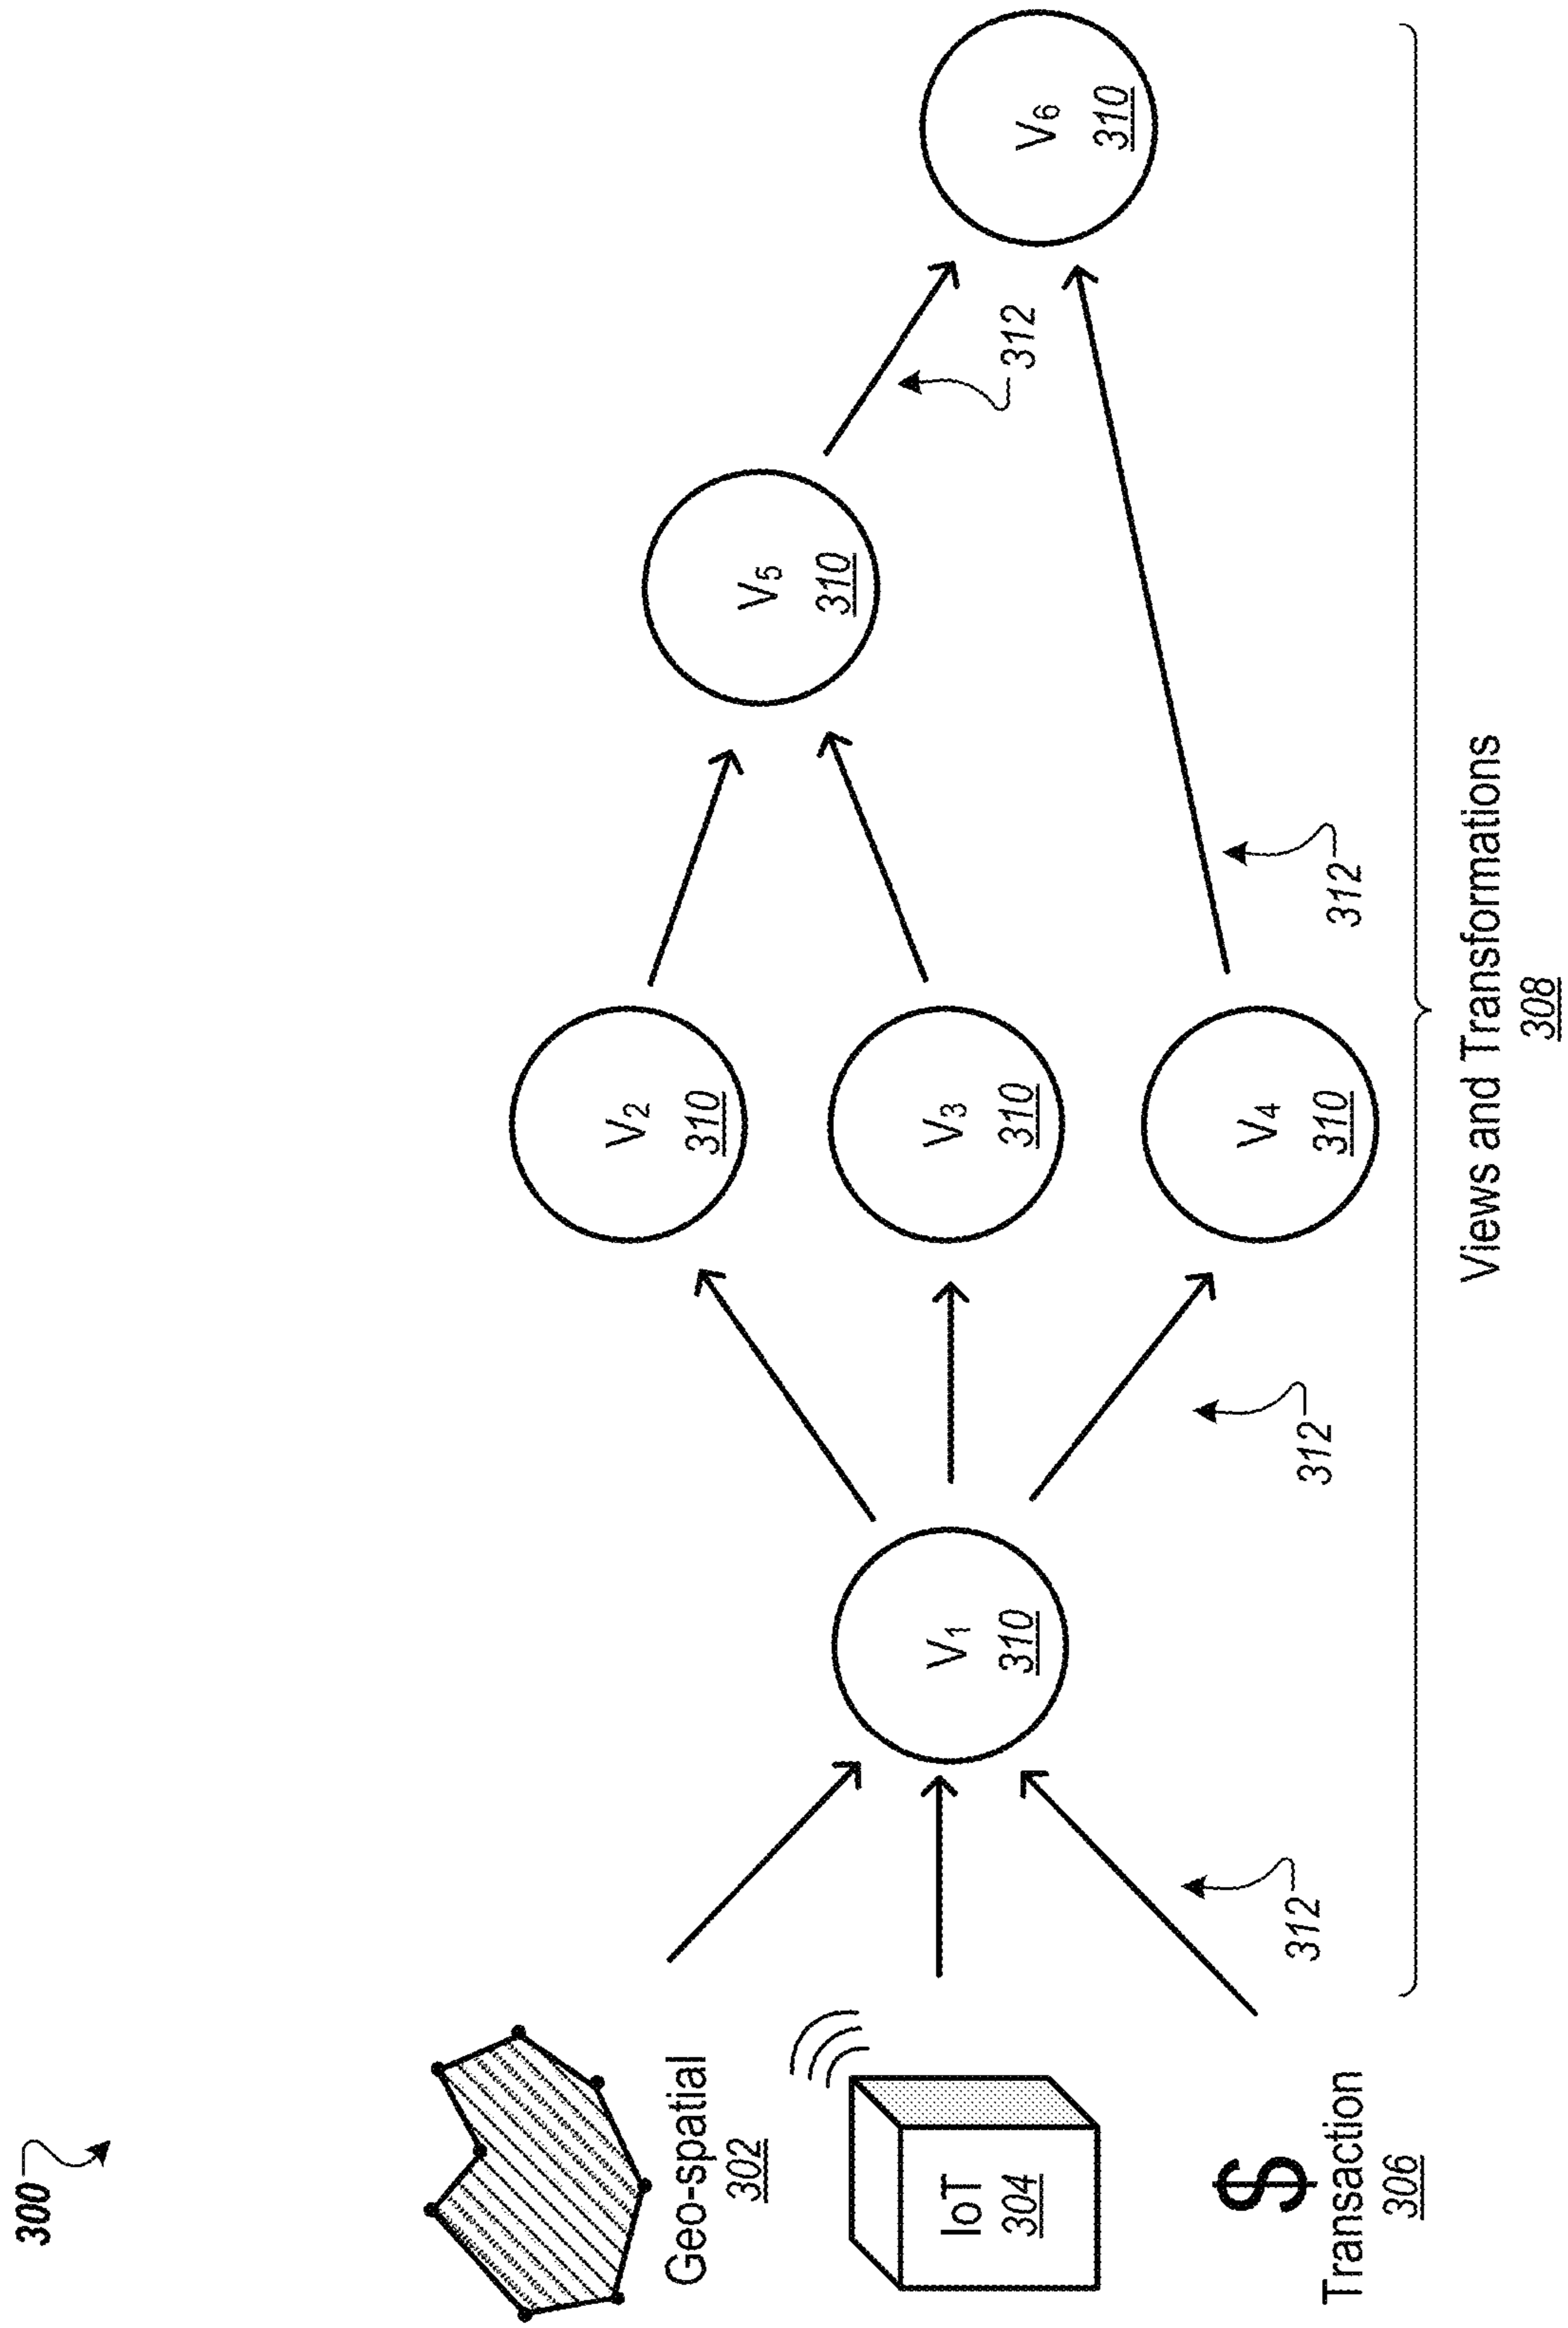 300
Geo-spatial
302
IoT
304
$
Transaction
306
312
V1
310
312
V2
310
V3
310
V4
310
312
V5
310
312
V6
310
Views and Transformations
308